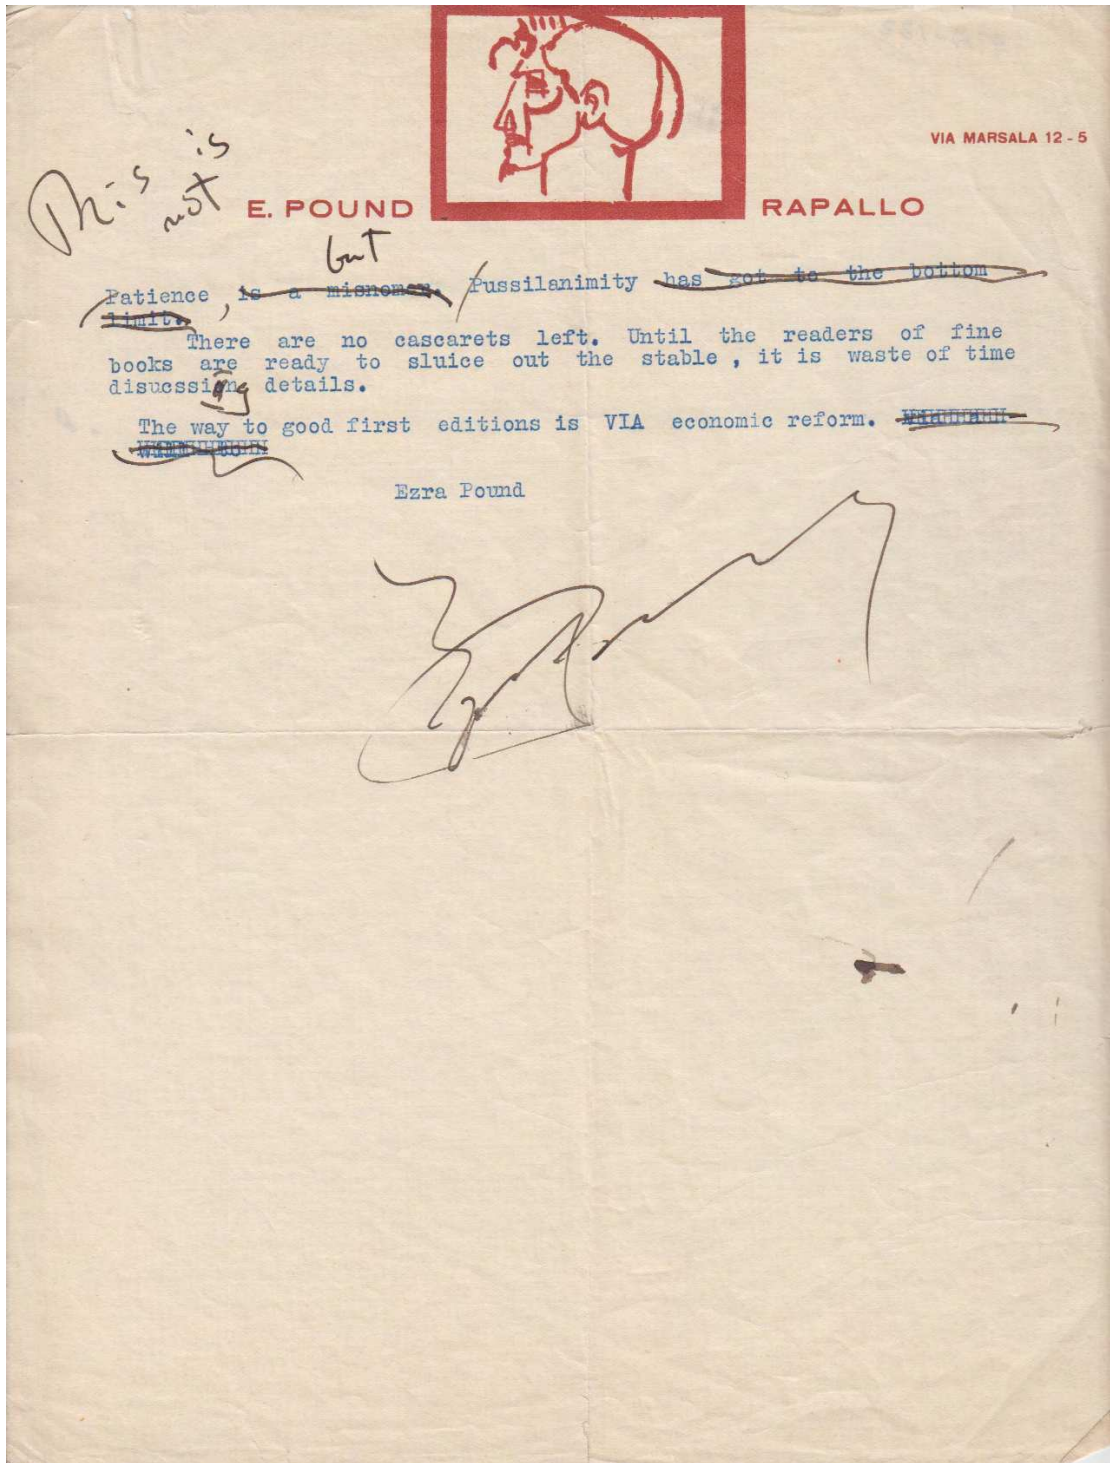 VIA MARSALA 12 - 5
This is
not
E. POUND RAPALLO
but
Patience , is a misnomer. / Pussilanimity has got to the bottom
limit.
There are no cascarets left. Until the readers of fine
books are ready to sluice out the stable , it is waste of time
disucssing details.
The way to good first editions is VIA economic reform.
Ezra Pound